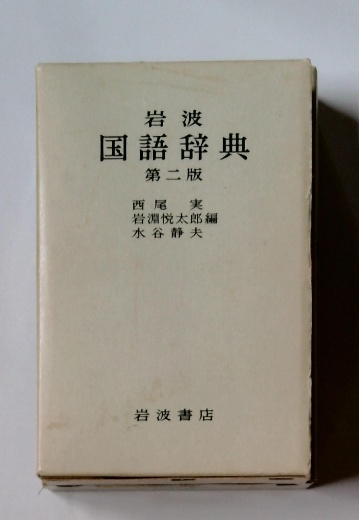 岩波
国語辞典
第二版
西尾 実
岩淵悦太郎編
水谷静夫
岩波書店